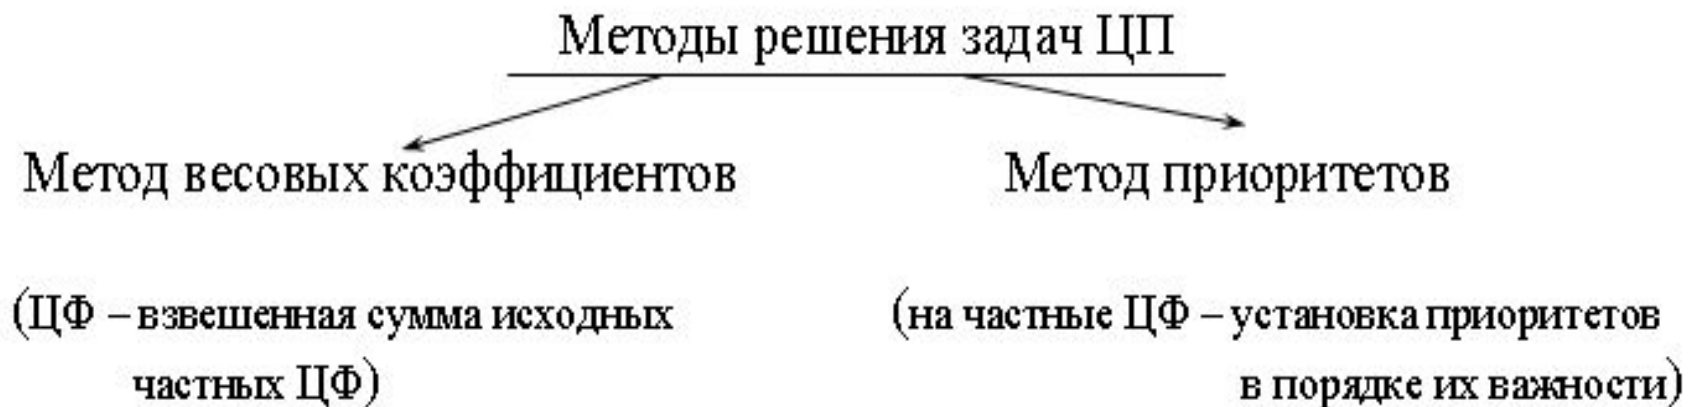 Методы решения задач ЦП
Метод весовых коэффициентов
Метод приоритетов
(ЦФ – взвешенная сумма исходных
частных ЦФ)
(на частные ЦФ – установка приоритетов
в порядке их важности)